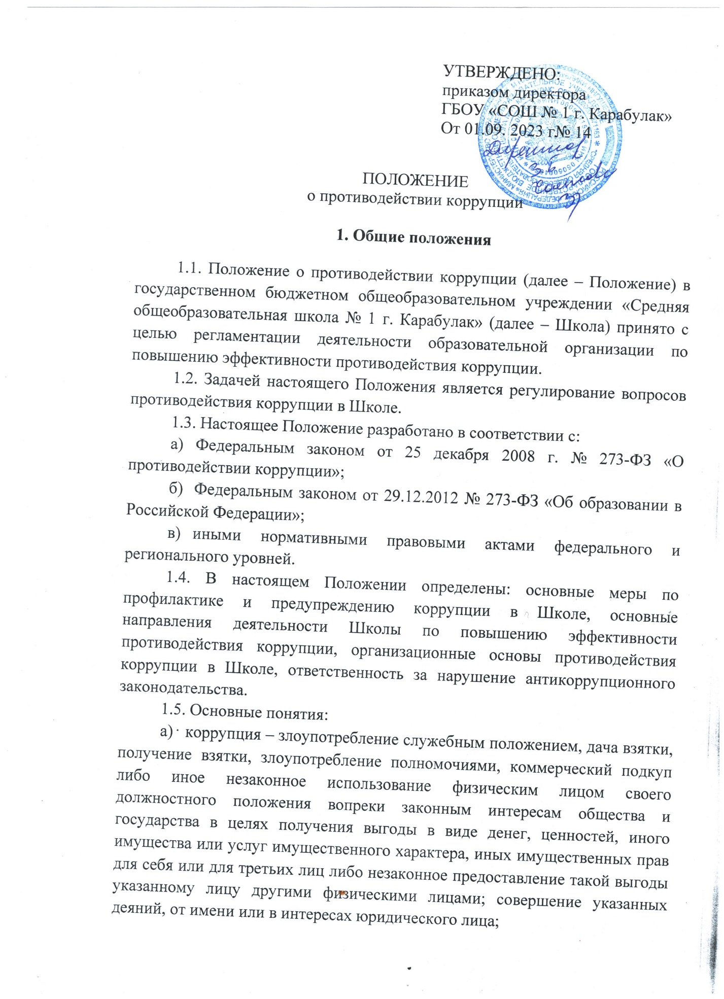 УТВЕРЖДЕНО:
приказом директора
ГБОУ «СОШ № 1 г. Карабулак»
От 01.09. 2023 г№ 14
Директор
ПОЛОЖЕНИЕ
о противодействии коррупции
1. Общие положения
1.1. Положение о противодействии коррупции (далее – Положение) в
государственном бюджетном общеобразовательном учреждении «Средняя
общеобразовательная школа № 1 г. Карабулак» (далее – Школа) принято с
целью регламентации деятельности образовательной организации по
повышению эффективности противодействия коррупции.
1.2. Задачей настоящего Положения является регулирование вопросов
противодействия коррупции в Школе.
1.3. Настоящее Положение разработано в соответствии с:
а) Федеральным законом от 25 декабря 2008 г. № 273-ФЗ «О
противодействии коррупции»;
б) Федеральным законом от 29.12.2012 № 273-ФЗ «Об образовании в
Российской Федерации»;
в) иными нормативными правовыми актами федерального и
регионального уровней.
1.4. В настоящем Положении определены: основные меры по
профилактике и предупреждению коррупции в Школе, основные
направления деятельности Школы по повышению эффективности
противодействия коррупции, организационные основы противодействия
коррупции в Школе, ответственность за нарушение антикоррупционного
законодательства.
1.5. Основные понятия:
а) коррупция – злоупотребление служебным положением, дача взятки,
получение взятки, злоупотребление полномочиями, коммерческий подкуп
либо иное незаконное использование физическим лицом своего
должностного положения вопреки законным интересам общества и
государства в целях получения выгоды в виде денег, ценностей, иного
имущества или услуг имущественного характера, иных имущественных прав
для себя или для третьих лиц либо незаконное предоставление такой выгоды
указанному лицу другими физическими лицами; совершение указанных
деяний, от имени или в интересах юридического лица;